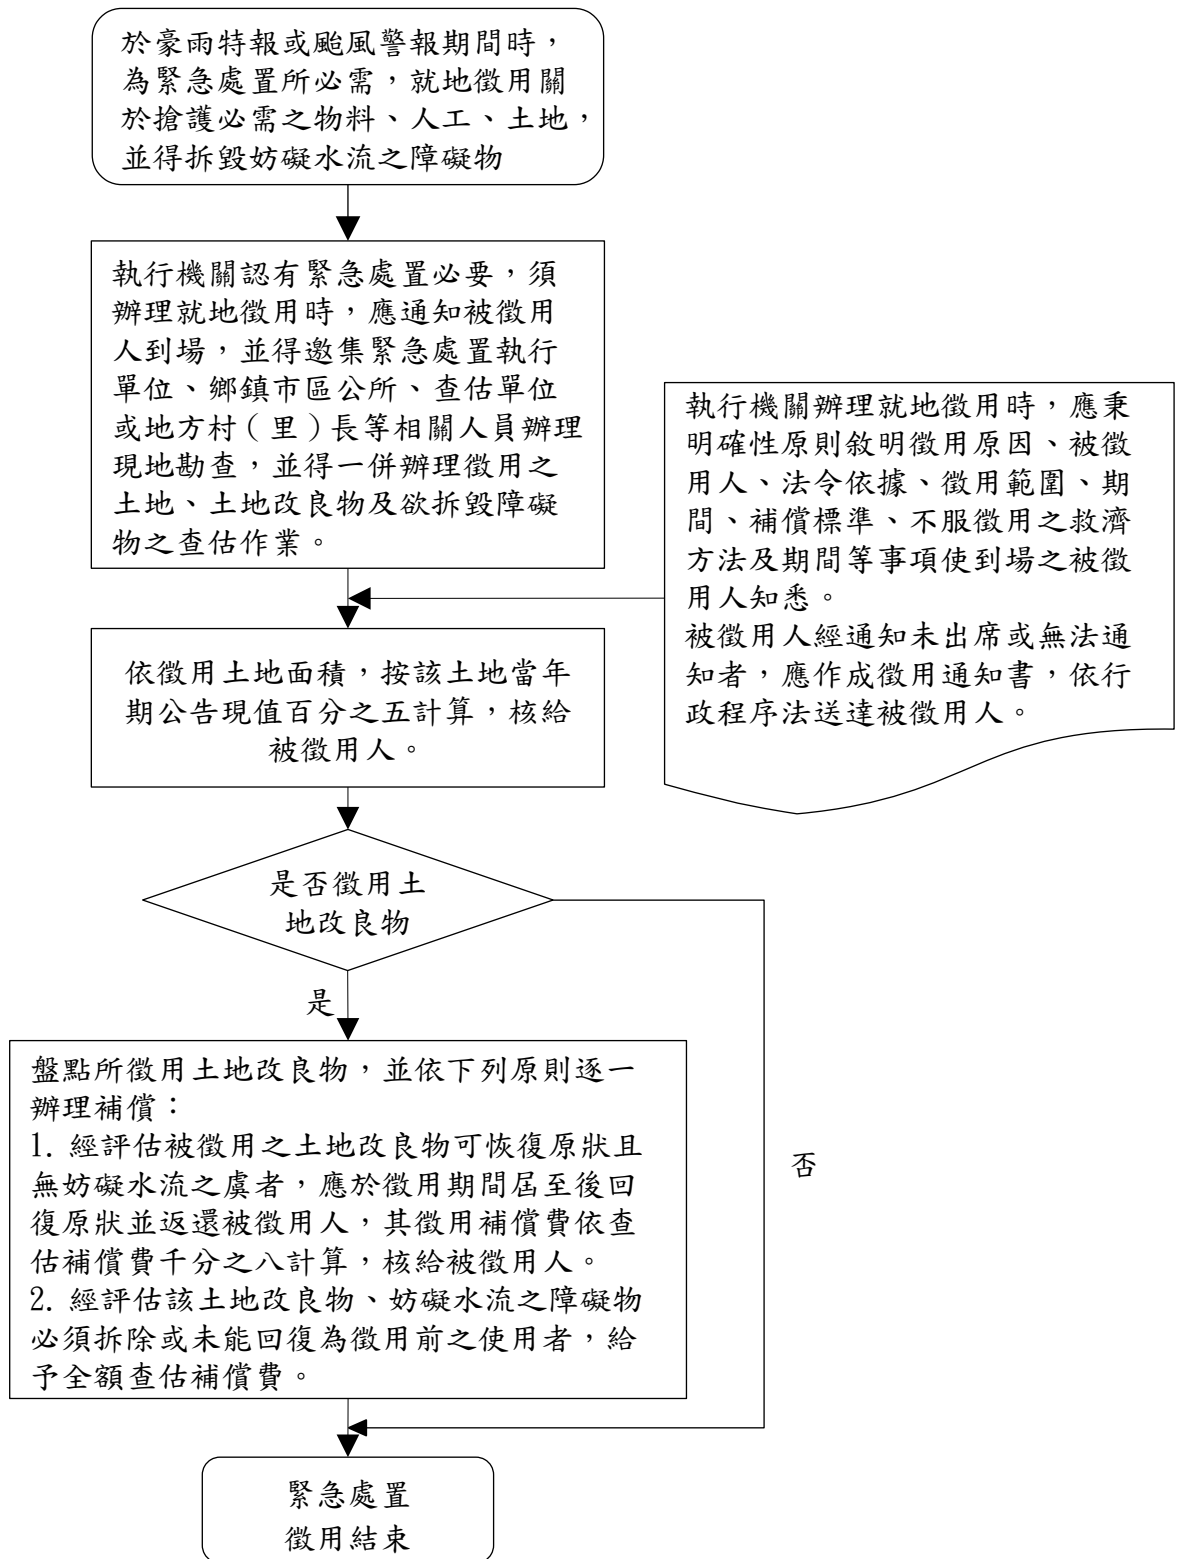 於豪雨特報或颱風警報期間時，
為緊急處置所必需，就地徵用關
於搶護必需之物料、人工、土地，
並得拆毀妨礙水流之障礙物
執行機關認有緊急處置必要，須
辦理就地徵用時，應通知被徵用
人到場，並得邀集緊急處置執行
單位、鄉鎮市區公所、查估單位
或地方村（里）長等相關人員辦理
現地勘查，並得一併辦理徵用之
土地、土地改良物及欲拆毀障礙
物之查估作業。
執行機關辦理就地徵用時，應秉
明確性原則敘明徵用原因、被徵
用人、法令依據、徵用範圍、期
間、補償標準、不服徵用之救濟
方法及期間等事項使到場之被徵
用人知悉。
被徵用人經通知未出席或無法通
知者，應作成徵用通知書，依行
政程序法送達被徵用人。
依徵用土地面積，按該土地當年
期公告現值百分之五計算，核給
被徵用人。
是否徵用土
地改良物
是
否
盤點所徵用土地改良物，並依下列原則逐一
辦理補償：
1. 經評估被徵用之土地改良物可恢復原狀且
無妨礙水流之虞者，應於徵用期間屆至後回
復原狀並返還被徵用人，其徵用補償費依查
估補償費千分之八計算，核給被徵用人。
2. 經評估該土地改良物、妨礙水流之障礙物
必須拆除或未能回復為徵用前之使用者，給
予全額查估補償費。
緊急處置
徵用結束